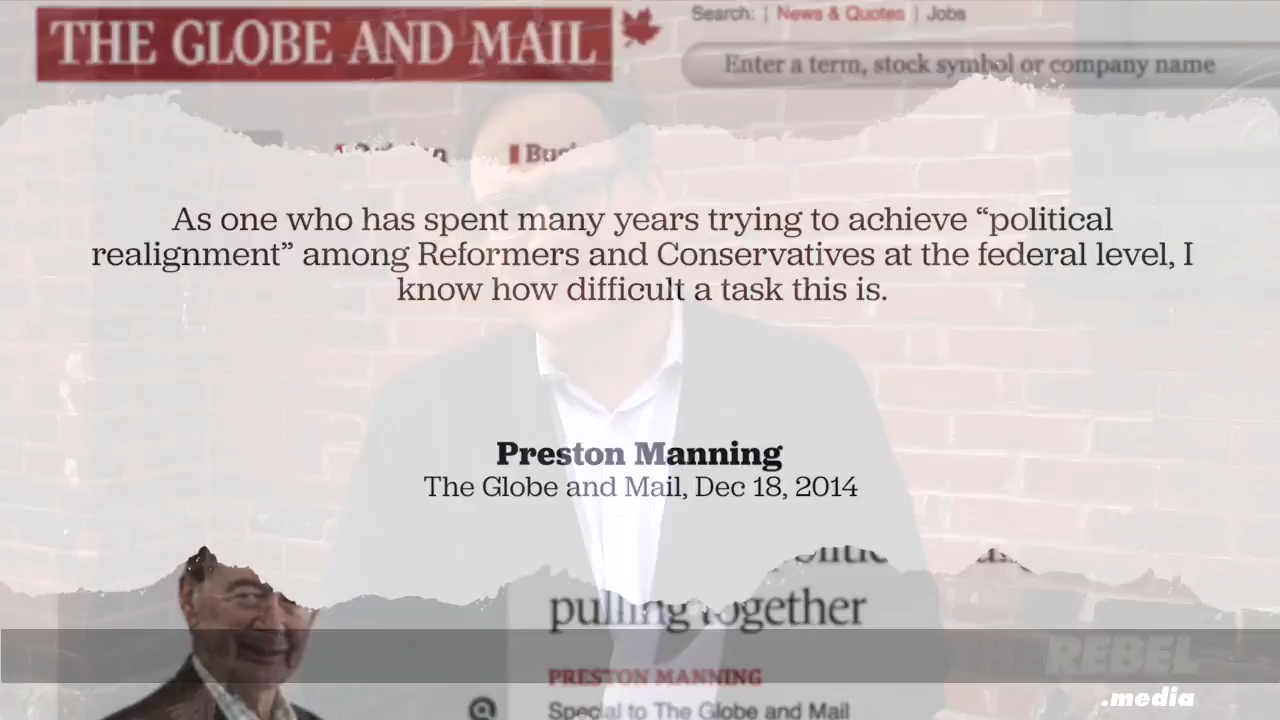 THE GLOBE AND MAIL
Search: | News & Quotes | Jobs
Enter a term, stock symbol or company name
As one who has spent many years trying to achieve “political
realignment” among Reformers and Conservatives at the federal level, I
know how difficult a task this is.
Preston Manning
The Globe and Mail, Dec 18, 2014
pulling together
PRESTON MANNING
Special to The Globe and Mail
THE REBEL
.media